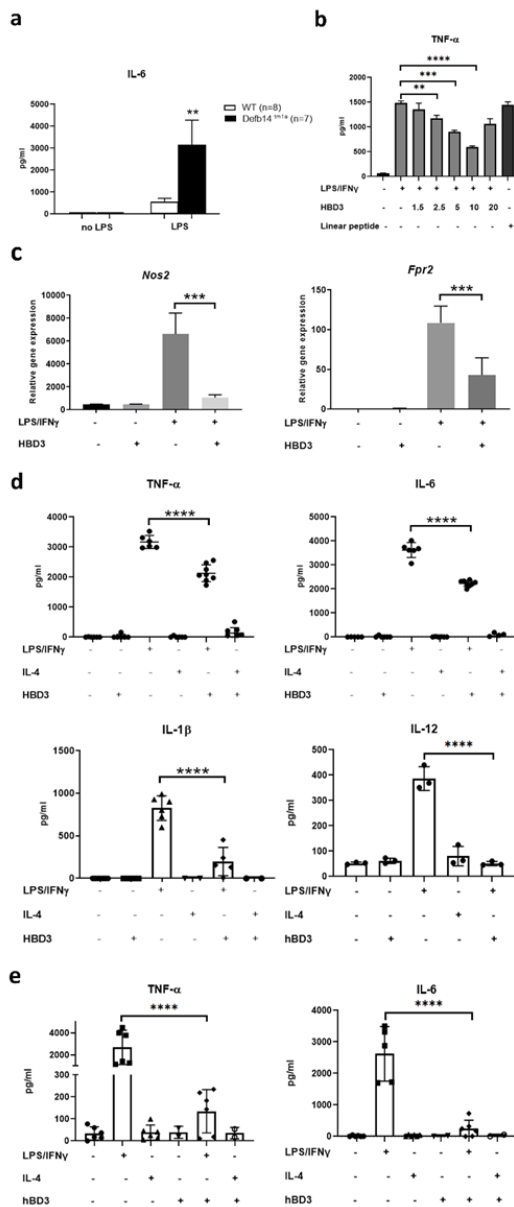 a
IL-6
WT (n=8)
Defb14 tm1a (n=7)
**
pg/ml
5000
4000
3000
2000
1000
0
no LPS
LPS
b
TNF-α
****
***
**
pg/ml
2000
1500
1000
500
0
LPS/IFNγ - + + + + + + -
HBD3 - - 1.5 2.5 5 10 20 -
Linear peptide - - - - - - - +
c
Nos2
***
Relative gene expression
10000
8000
6000
4000
2000
0
LPS/IFNγ - - + +
HBD3 - + - +
Fpr2
***
Relative gene expression
150
100
50
0
LPS/IFNγ - - + +
HBD3 - + - +
d
TNF-α
****
pg/ml
4000
3000
2000
1000
0
LPS/IFNγ - - + - + -
IL-4 - - - + - +
HBD3 - + - - + +
IL-6
****
pg/ml
5000
4000
3000
2000
1000
0
LPS/IFNγ - - + - + -
IL-4 - - - + - +
HBD3 - + - - + +
IL-1β
****
pg/ml
1500
1000
500
0
LPS/IFNγ - - + - + -
IL-4 - - - + - +
HBD3 - + - - + +
IL-12
****
pg/ml
500
400
300
200
100
0
LPS/IFNγ - - + - +
IL-4 - - - + -
hBD3 - + - - +
e
TNF-α
****
pg/ml
4000
2000
200
100
0
LPS/IFNγ - + - - + -
IL-4 - - + - - +
hBD3 - - - + + +
IL-6
****
pg/ml
4000
3000
2000
1000
0
LPS/IFNγ - + - - + -
IL-4 - - + - - +
hBD3 - - - + + +